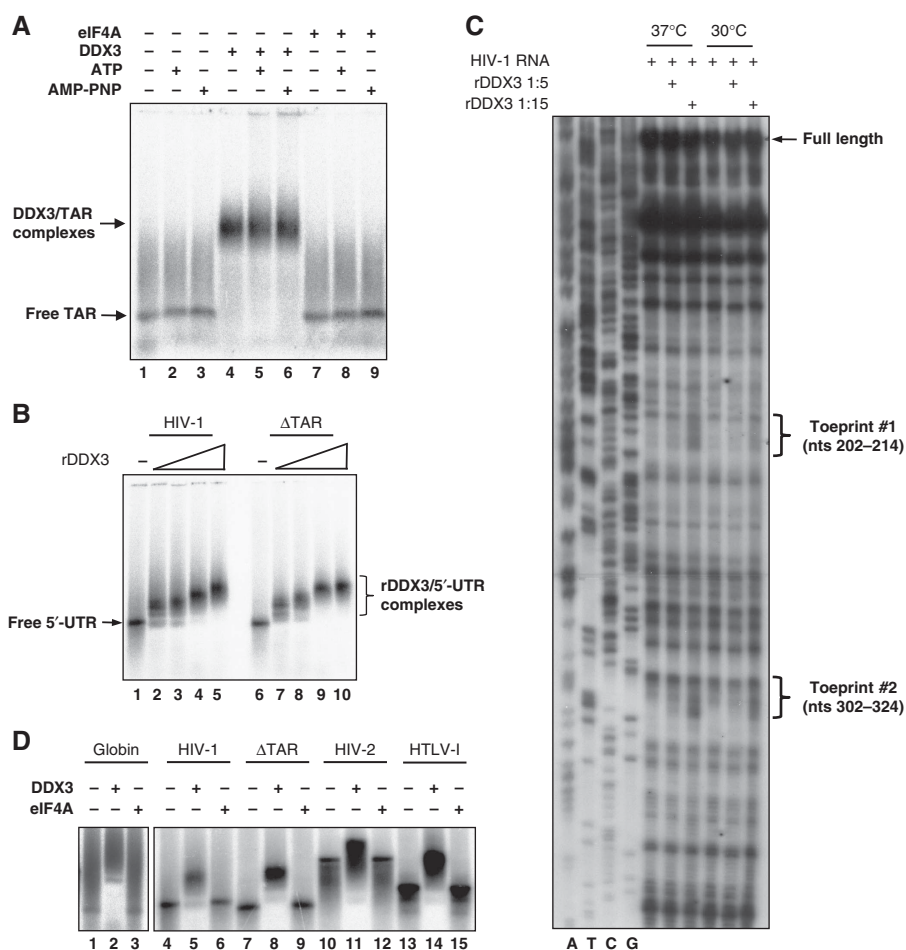 A
eIF4A – – – – – – + + +
DDX3 – – – + + + – – –
ATP – + – – + – – + –
AMP-PNP – – + – – + – – +
DDX3/TAR
complexes
Free TAR
1 2 3 4 5 6 7 8 9
B
HIV-1 ΔTAR
rDDX3 – –
Free 5′-UTR
rDDX3/5′-UTR
complexes
1 2 3 4 5 6 7 8 9 10
C
37°C 30°C
HIV-1 RNA + + + + + +
rDDX3 1:5 + +
rDDX3 1:15 + +
Full length
Toeprint #1
(nts 202–214)
Toeprint #2
(nts 302–324)
A T C G
D
Globin HIV-1 ΔTAR HIV-2 HTLV-I
DDX3 – + – – + – – + – – + – – + –
eIF4A – – + – – + – – + – – + – – +
1 2 3 4 5 6 7 8 9 10 11 12 13 14 15